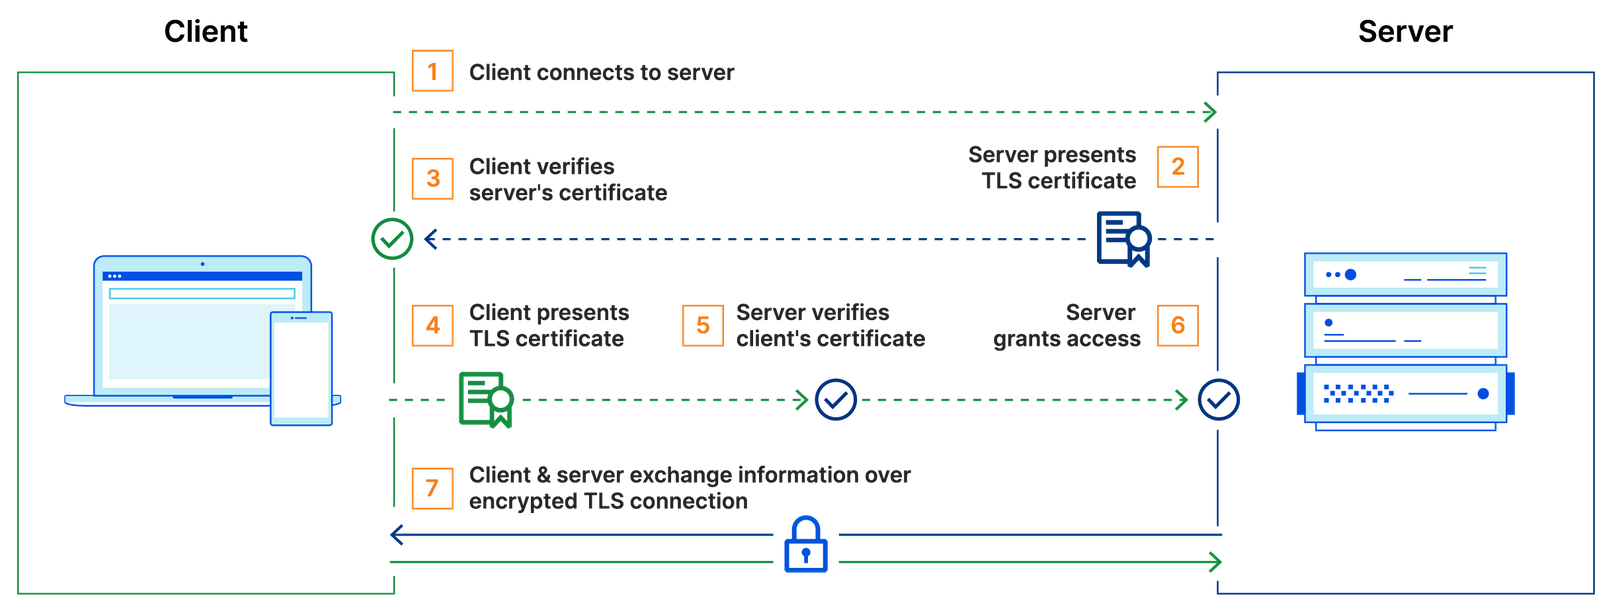 Client
Server
1
Client connects to server
2
Server presents
TLS certificate
3
Client verifies
server's certificate
4
Client presents
TLS certificate
5
Server verifies
client's certificate
6
Server
grants access
7
Client & server exchange information over
encrypted TLS connection